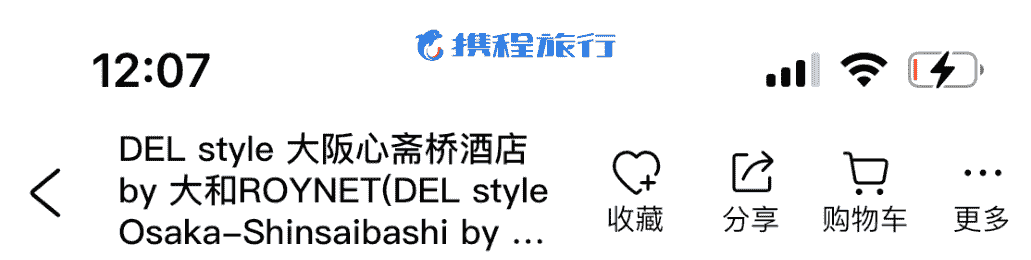 携程旅行
12:07
DEL style 大阪心斋桥酒店
by 大和ROYNET(DEL style
Osaka-Shinsaibashi by ...
收藏
分享
购物车
更多